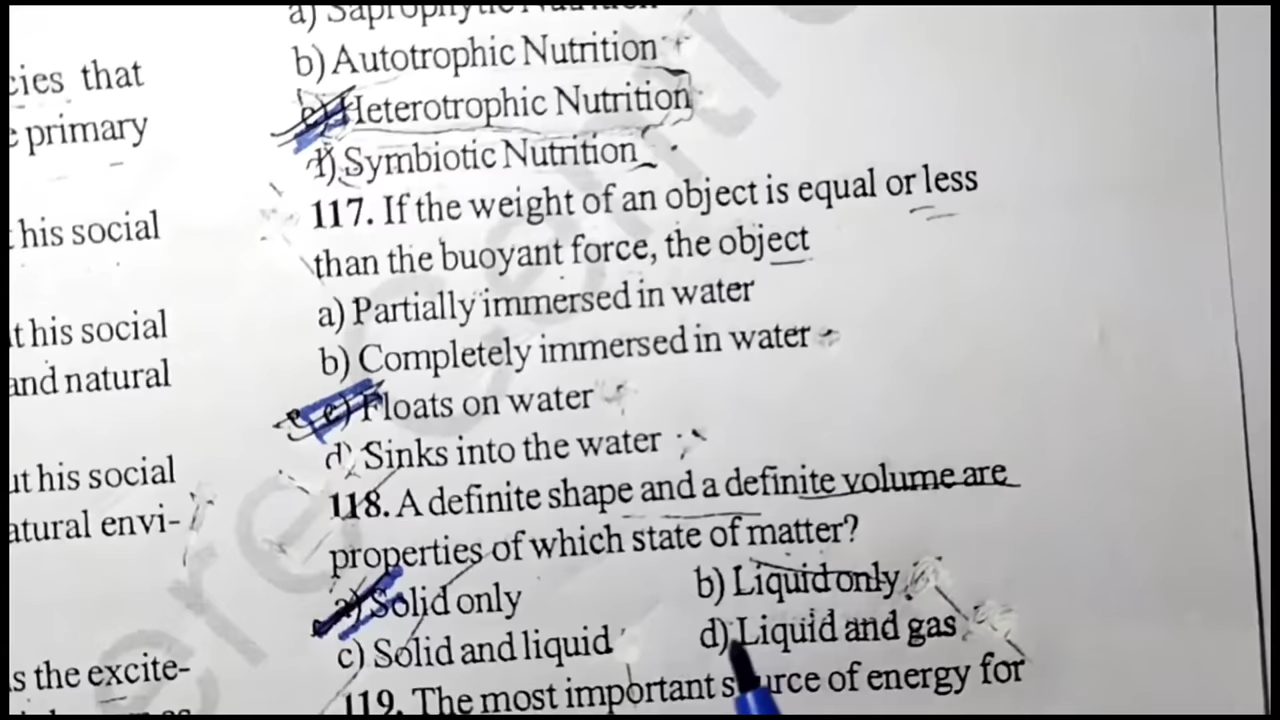 cies that
primary
his social
t his social
and natural
ut his social
atural envi-
s the excite-
a) Saprophytic Nutrition
b) Autotrophic Nutrition
c) Heterotrophic Nutrition
d) Symbiotic Nutrition
117. If the weight of an object is equal or less
than the buoyant force, the object
a) Partially immersed in water
b) Completely immersed in water
c) Floats on water
d) Sinks into the water
118. A definite shape and a definite volume are
properties of which state of matter?
a) Solid only b) Liquid only
c) Solid and liquid d) Liquid and gas
119. The most important source of energy for